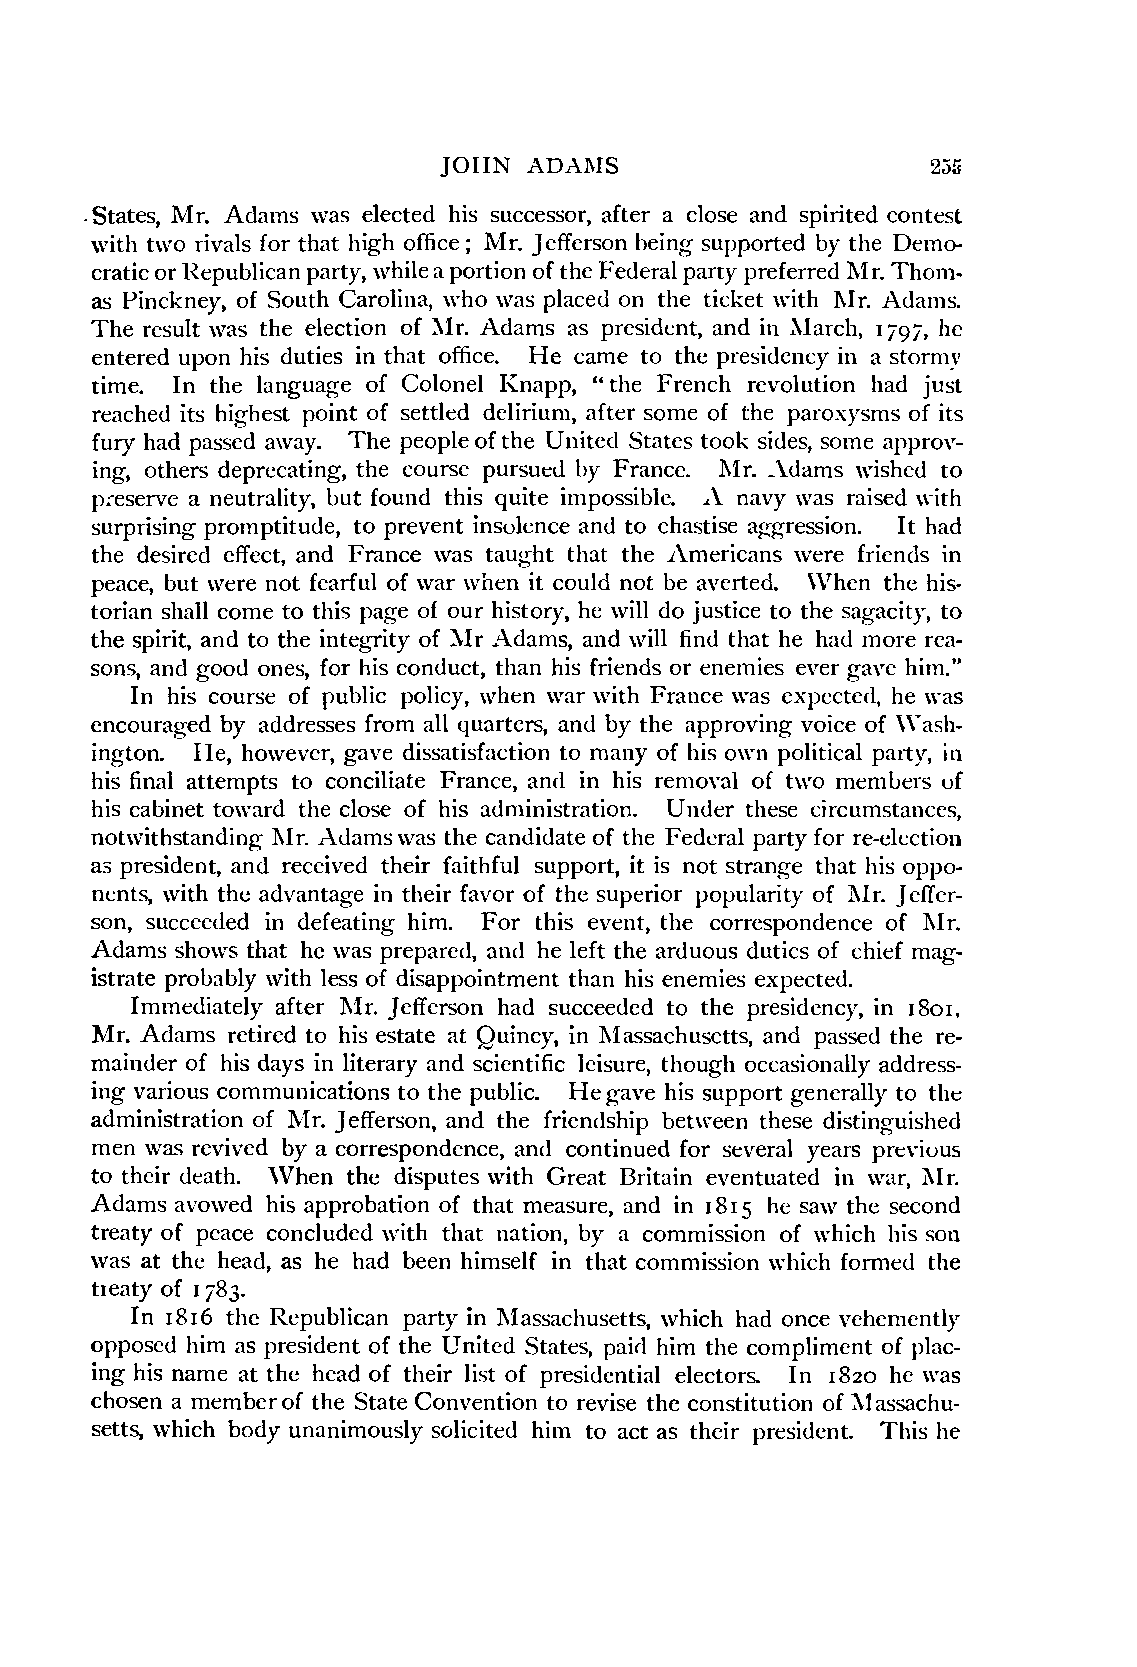 JOHN ADAMS 255
States, Mr. Adams was elected his successor, after a close and spirited contest
with two rivals for that high office; Mr. Jefferson being supported by the Demo-
cratic or Republican party, while a portion of the Federal party preferred Mr. Thom-
as Pinckney, of South Carolina, who was placed on the ticket with Mr. Adams.
The result was the election of Mr. Adams as president, and in March, 1797, he
entered upon his duties in that office. He came to the presidency in a stormy
time. In the language of Colonel Knapp, "the French revolution had just
reached its highest point of settled delirium, after some of the paroxysms of its
fury had passed away. The people of the United States took sides, some approv-
ing, others deprecating, the course pursued by France. Mr. Adams wished to
preserve a neutrality, but found this quite impossible. A navy was raised with
surprising promptitude, to prevent insolence and to chastise aggression. It had
the desired effect, and France was taught that the Americans were friends in
peace, but were not fearful of war when it could not be averted. When the his-
torian shall come to this page of our history, he will do justice to the sagacity, to
the spirit, and to the integrity of Mr Adams, and will find that he had more rea-
sons, and good ones, for his conduct, than his friends or enemies ever gave him."
In his course of public policy, when war with France was expected, he was
encouraged by addresses from all quarters, and by the approving voice of Wash-
ington. He, however, gave dissatisfaction to many of his own political party, in
his final attempts to conciliate France, and in his removal of two members of
his cabinet toward the close of his administration. Under these circumstances,
notwithstanding Mr. Adams was the candidate of the Federal party for re-election
as president, and received their faithful support, it is not strange that his oppo-
nents, with the advantage in their favor of the superior popularity of Mr. Jeffer-
son, succeeded in defeating him. For this event, the correspondence of Mr.
Adams shows that he was prepared, and he left the arduous duties of chief mag-
istrate probably with less of disappointment than his enemies expected.
Immediately after Mr. Jefferson had succeeded to the presidency, in 1801,
Mr. Adams retired to his estate at Quincy, in Massachusetts, and passed the re-
mainder of his days in literary and scientific leisure, though occasionally address-
ing various communications to the public. He gave his support generally to the
administration of Mr. Jefferson, and the friendship between these distinguished
men was revived by a correspondence, and continued for several years previous
to their death. When the disputes with Great Britain eventuated in war, Mr.
Adams avowed his approbation of that measure, and in 1815 he saw the second
treaty of peace concluded with that nation, by a commission of which his son
was at the head, as he had been himself in that commission which formed the
treaty of 1783.
In 1816 the Republican party in Massachusetts, which had once vehemently
opposed him as president of the United States, paid him the compliment of plac-
ing his name at the head of their list of presidential electors. In 1820 he was
chosen a member of the State Convention to revise the constitution of Massachu-
setts, which body unanimously solicited him to act as their president. This he